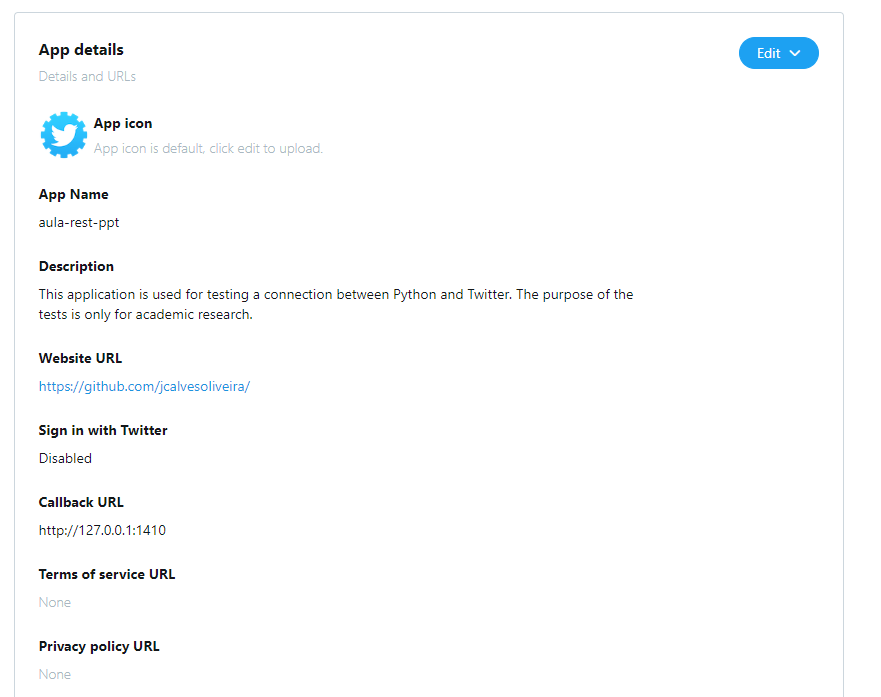 App details
Edit
Details and URLs
App icon
App icon is default, click edit to upload.
App Name
aula-rest-ppt
Description
This application is used for testing a connection between Python and Twitter. The purpose of the
tests is only for academic research.
Website URL
https://github.com/jcalvesoliveira/
Sign in with Twitter
Disabled
Callback URL
http://127.0.0.1:1410
Terms of service URL
None
Privacy policy URL
None